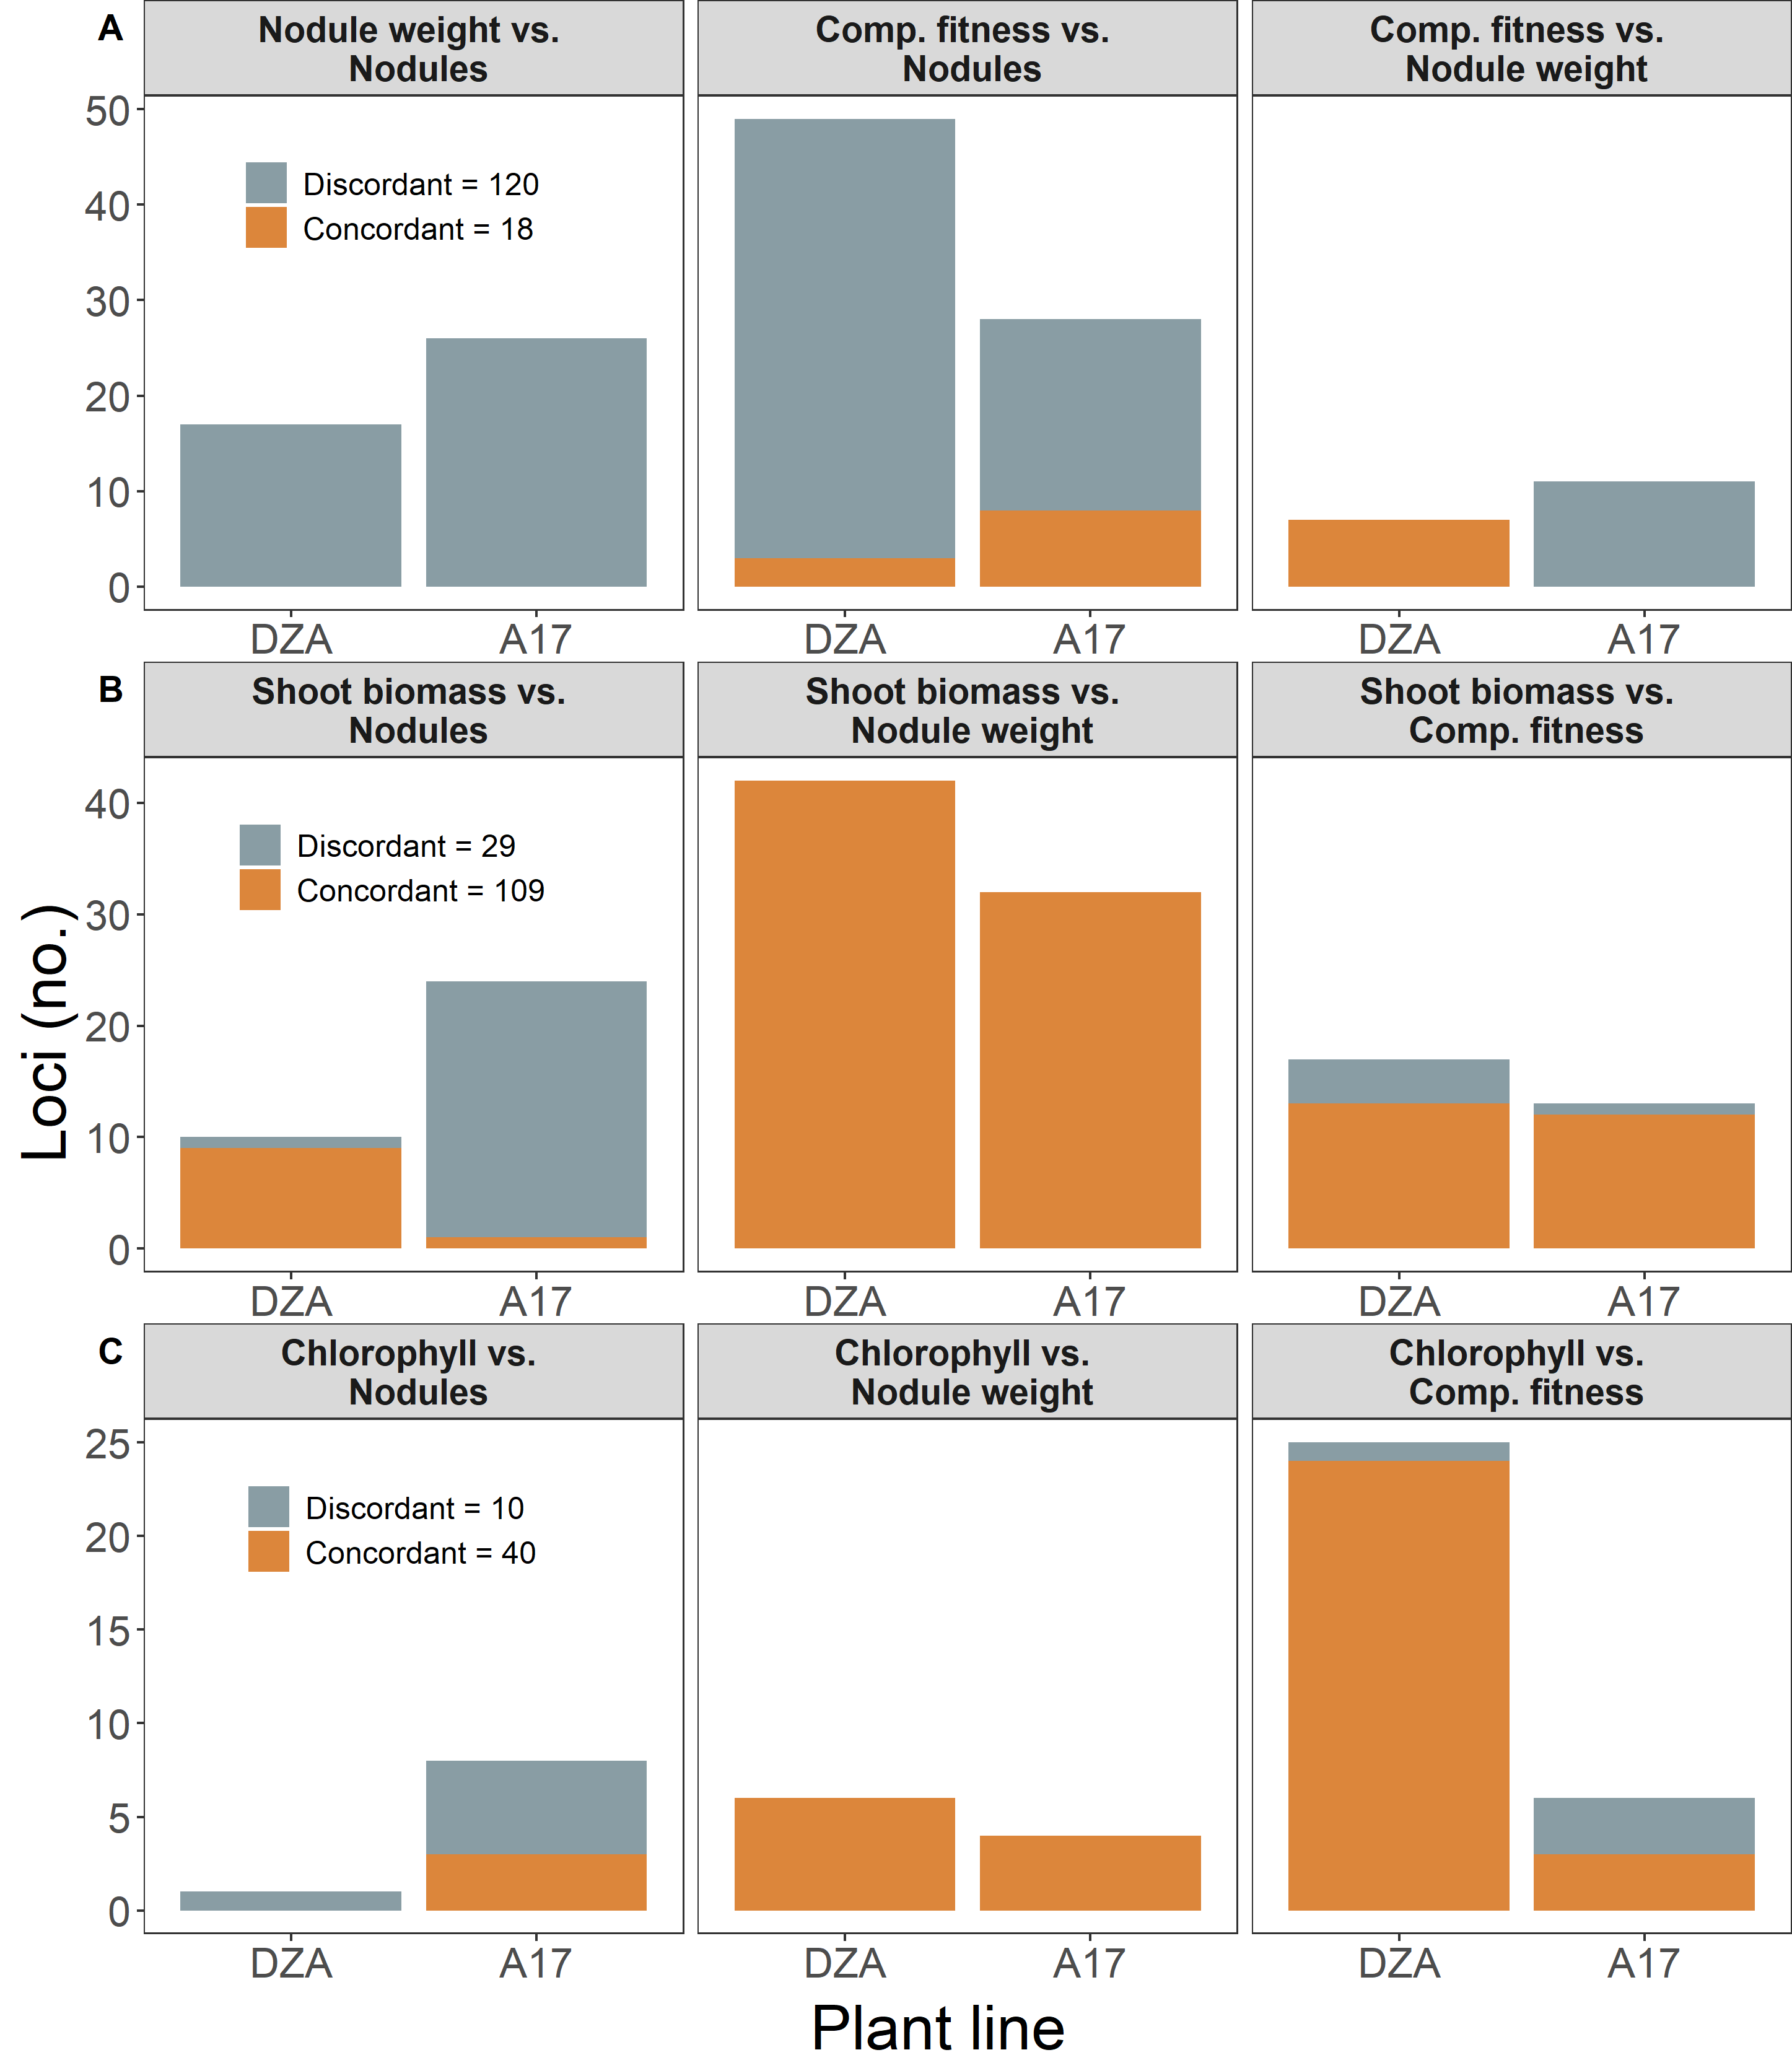 A
Nodule weight vs.
Nodules
Comp. fitness vs.
Nodules
Comp. fitness vs.
Nodule weight
50
40
30
20
10
0
Discordant = 120
Concordant = 18
DZA
A17
DZA
A17
DZA
A17
B
Shoot biomass vs.
Nodules
Shoot biomass vs.
Nodule weight
Shoot biomass vs.
Comp. fitness
40
30
20
10
0
Discordant = 29
Concordant = 109
DZA
A17
DZA
A17
DZA
A17
Loci (no.)
C
Chlorophyll vs.
Nodules
Chlorophyll vs.
Nodule weight
Chlorophyll vs.
Comp. fitness
25
20
15
10
5
0
Discordant = 10
Concordant = 40
DZA
A17
DZA
A17
DZA
A17
Plant line